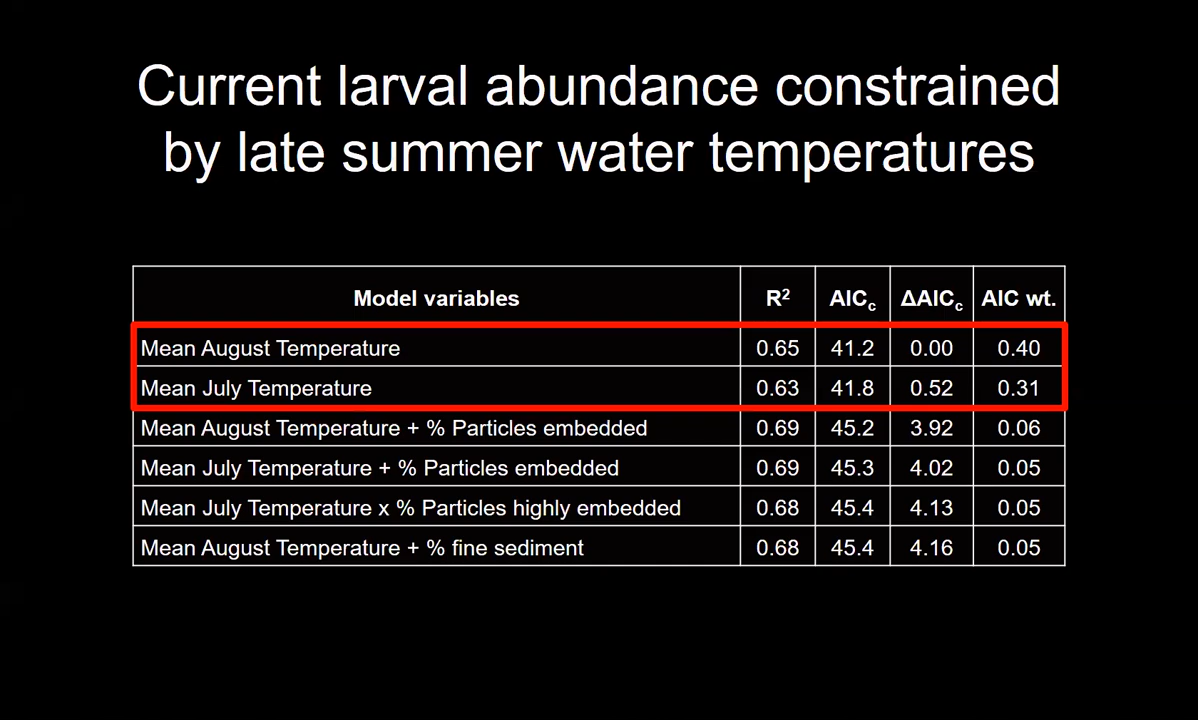 Current larval abundance constrained
by late summer water temperatures
Model variables R² AICc ΔAICc AIC wt.
Mean August Temperature 0.65 41.2 0.00 0.40
Mean July Temperature 0.63 41.8 0.52 0.31
Mean August Temperature + % Particles embedded 0.69 45.2 3.92 0.06
Mean July Temperature + % Particles embedded 0.69 45.3 4.02 0.05
Mean July Temperature x % Particles highly embedded 0.68 45.4 4.13 0.05
Mean August Temperature + % fine sediment 0.68 45.4 4.16 0.05